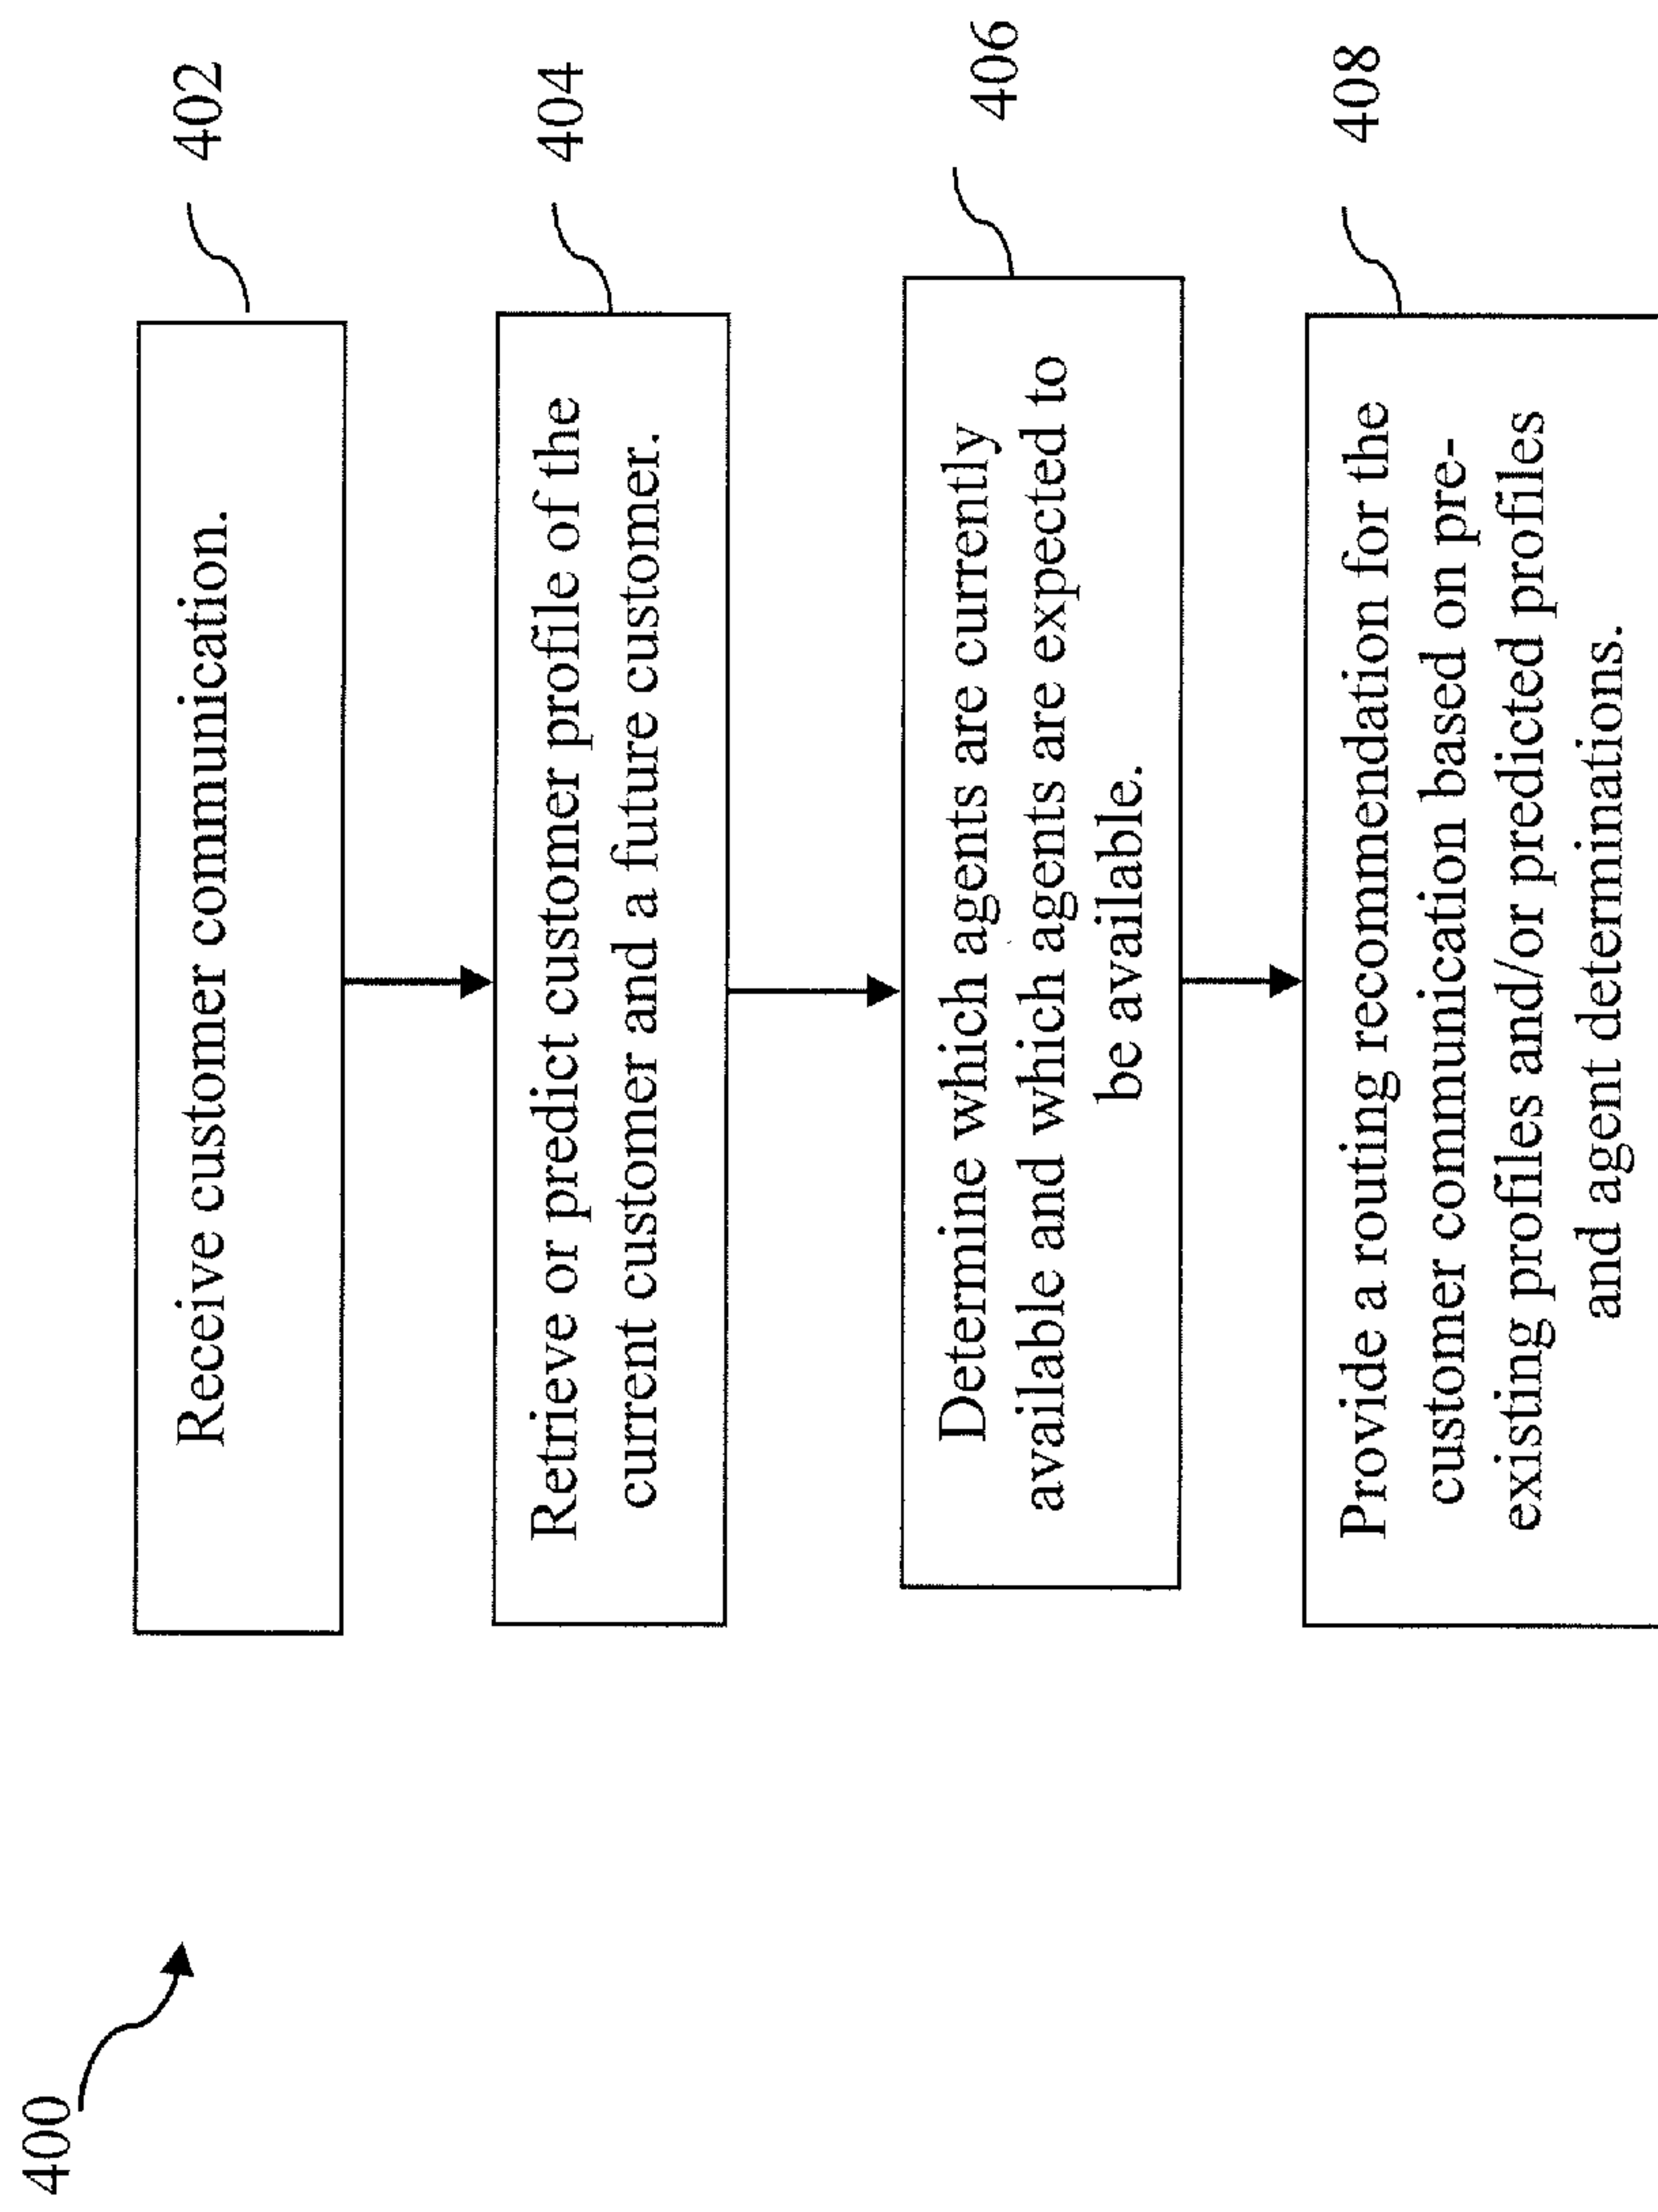 400
Receive customer communication.
402
Retrieve or predict customer profile of the
current customer and a future customer.
404
Determine which agents are currently
available and which agents are expected to
be available.
406
Provide a routing recommendation for the
customer communication based on pre-
existing profiles and/or predicted profiles
and agent determinations.
408